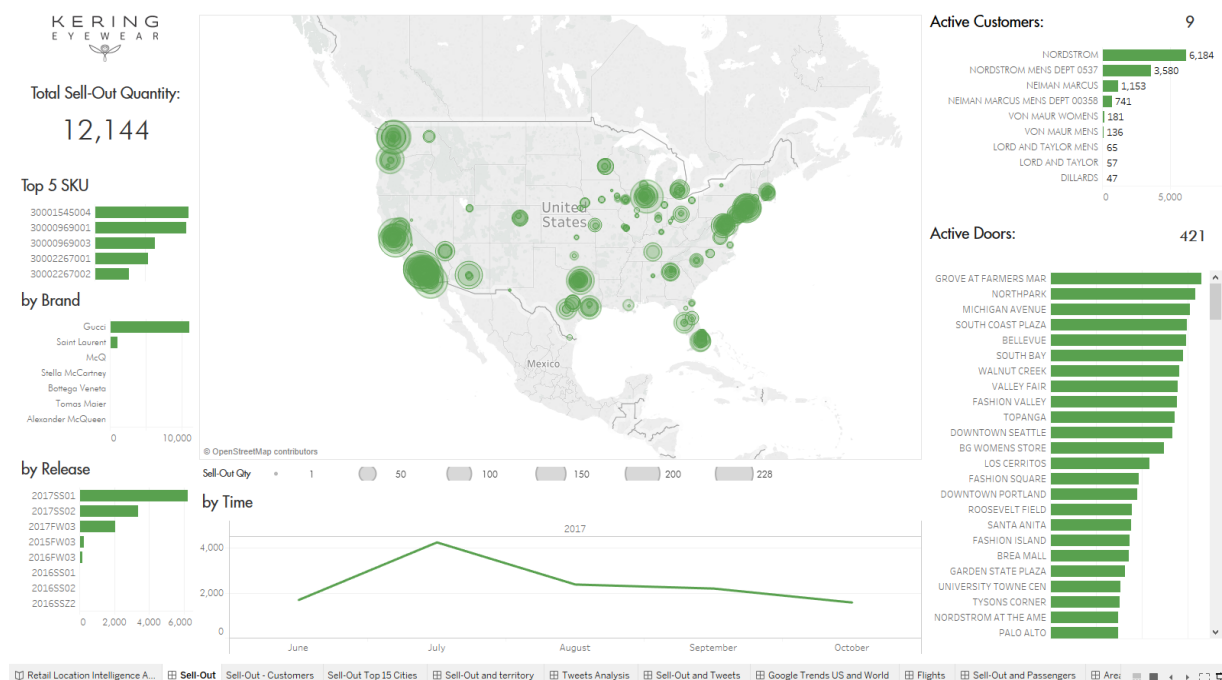 KERING
EYEWEAR
Total Sell-Out Quantity:
12,144
Top 5 SKU
30001545004
30000969001
30000969003
30002267001
30002267002
by Brand
Gucci
Saint Laurent
McQ
Stella McCartney
Bottega Veneta
Tomas Maier
Alexander McQueen
0 10,000
by Release
2017SS01
2017SS02
2017FW03
2015FW03
2016FW03
2016SS01
2016SS02
2016SSZ2
0 2,000 4,000 6,000
United
States
Mexico
© OpenStreetMap contributors
Sell-Out Qty 1 50 100 150 200 228
by Time
2017
4,000
2,000
0
June July August September October
Active Customers: 9
NORDSTROM 6,184
NORDSTROM MENS DEPT 0537 3,580
NEIMAN MARCUS 1,153
NEIMAN MARCUS MENS DEPT 00358 741
VON MAUR WOMENS 181
VON MAUR MENS 136
LORD AND TAYLOR MENS 65
LORD AND TAYLOR 57
DILLARDS 47
0 5,000
Active Doors: 421
GROVE AT FARMERS MAR
NORTHPARK
MICHIGAN AVENUE
SOUTH COAST PLAZA
BELLEVUE
SOUTH BAY
WALNUT CREEK
VALLEY FAIR
FASHION VALLEY
TOPANGA
DOWNTOWN SEATTLE
BG WOMENS STORE
LOS CERRITOS
FASHION SQUARE
DOWNTOWN PORTLAND
ROOSEVELT FIELD
SANTA ANITA
FASHION ISLAND
BREA MALL
GARDEN STATE PLAZA
UNIVERSITY TOWNE CEN
TYSONS CORNER
NORDSTROM AT THE AME
PALO ALTO
Retail Location Intelligence A... Sell-Out Sell-Out - Customers Sell-Out Top 15 Cities Sell-Out and territory Tweets Analysis Sell-Out and Tweets Google Trends US and World Flights Sell-Out and Passengers Area